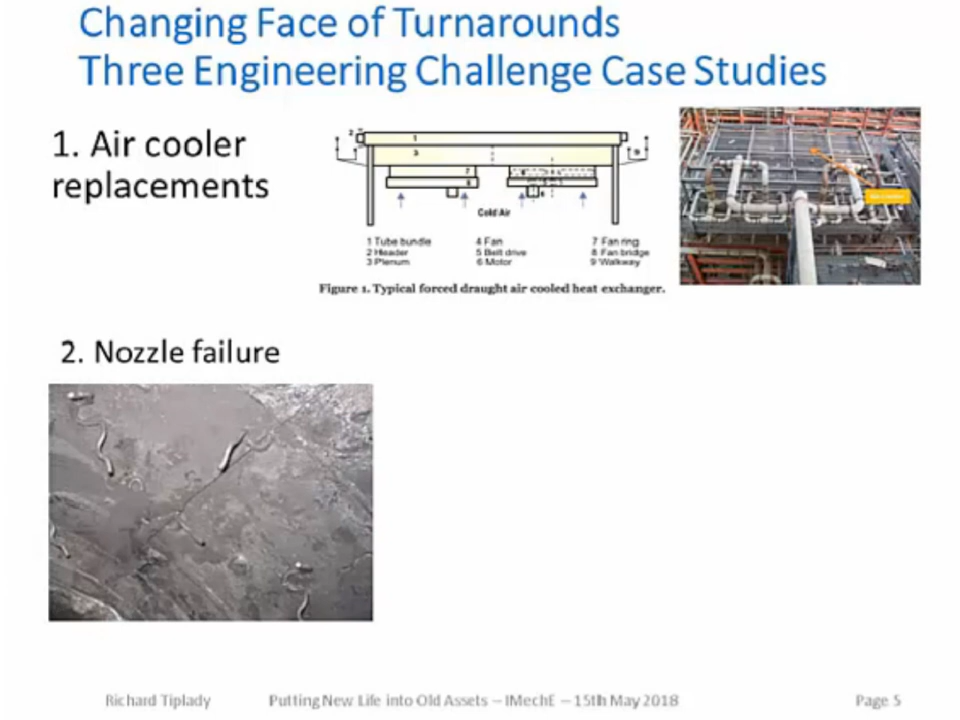 Changing Face of Turnarounds
Three Engineering Challenge Case Studies
1. Air cooler
replacements
Cold Air
1 Tube bundle 4 Fan 7 Fan ring
2 Header 5 Belt drive 8 Fan bridge
3 Plenum 6 Motor 9 Walkway
Figure 1. Typical forced draught air cooled heat exchanger.
2. Nozzle failure
Richard Tiplady Putting New Life into Old Assets – IMechE – 15th May 2018 Page 5